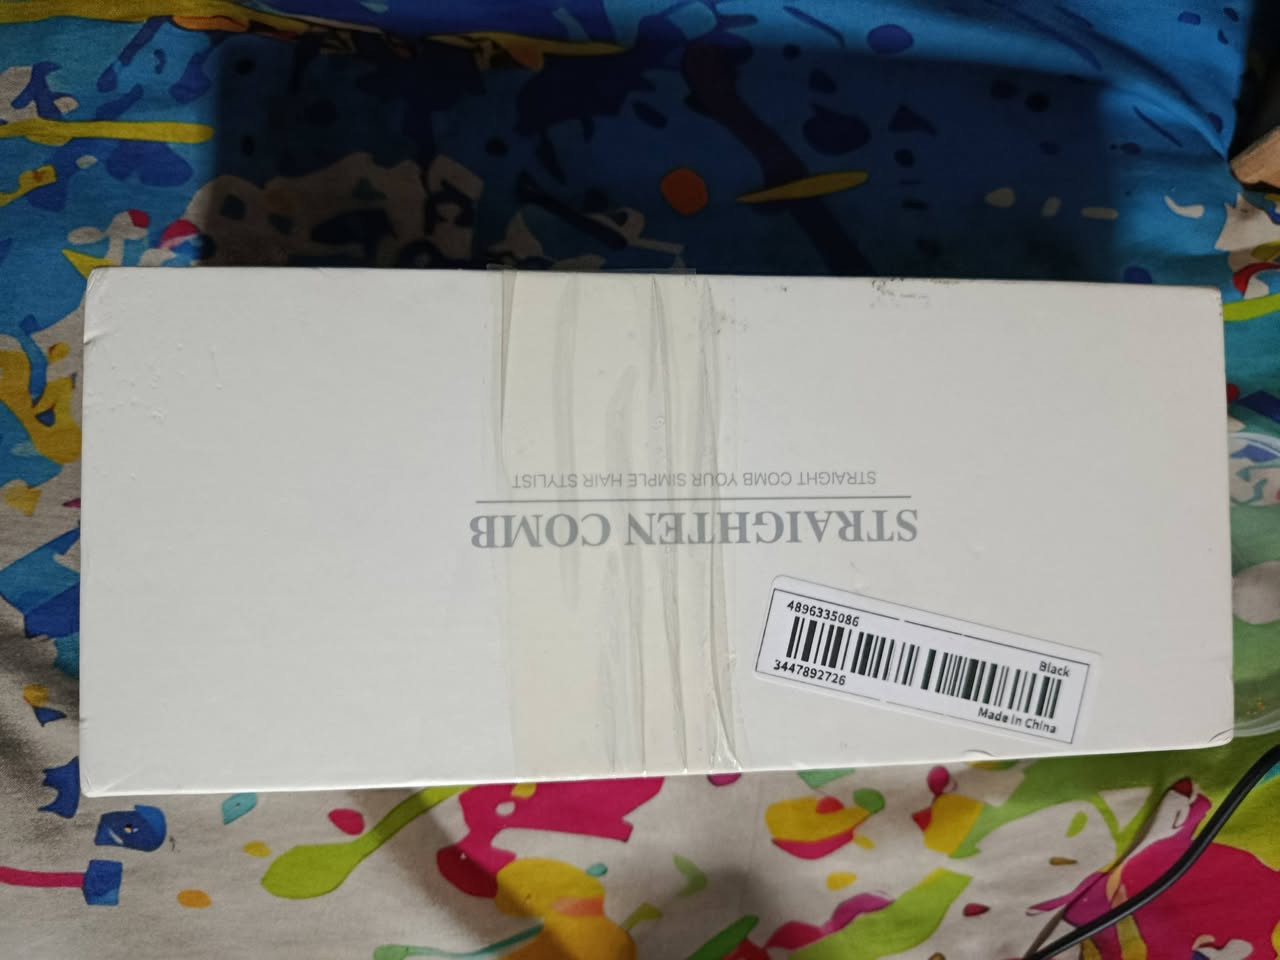 STRAIGHTEN COMB
STRAIGHT COMB YOUR SIMPLE HAIR STYLIST
4896335086
3447892726
Black
Made in China